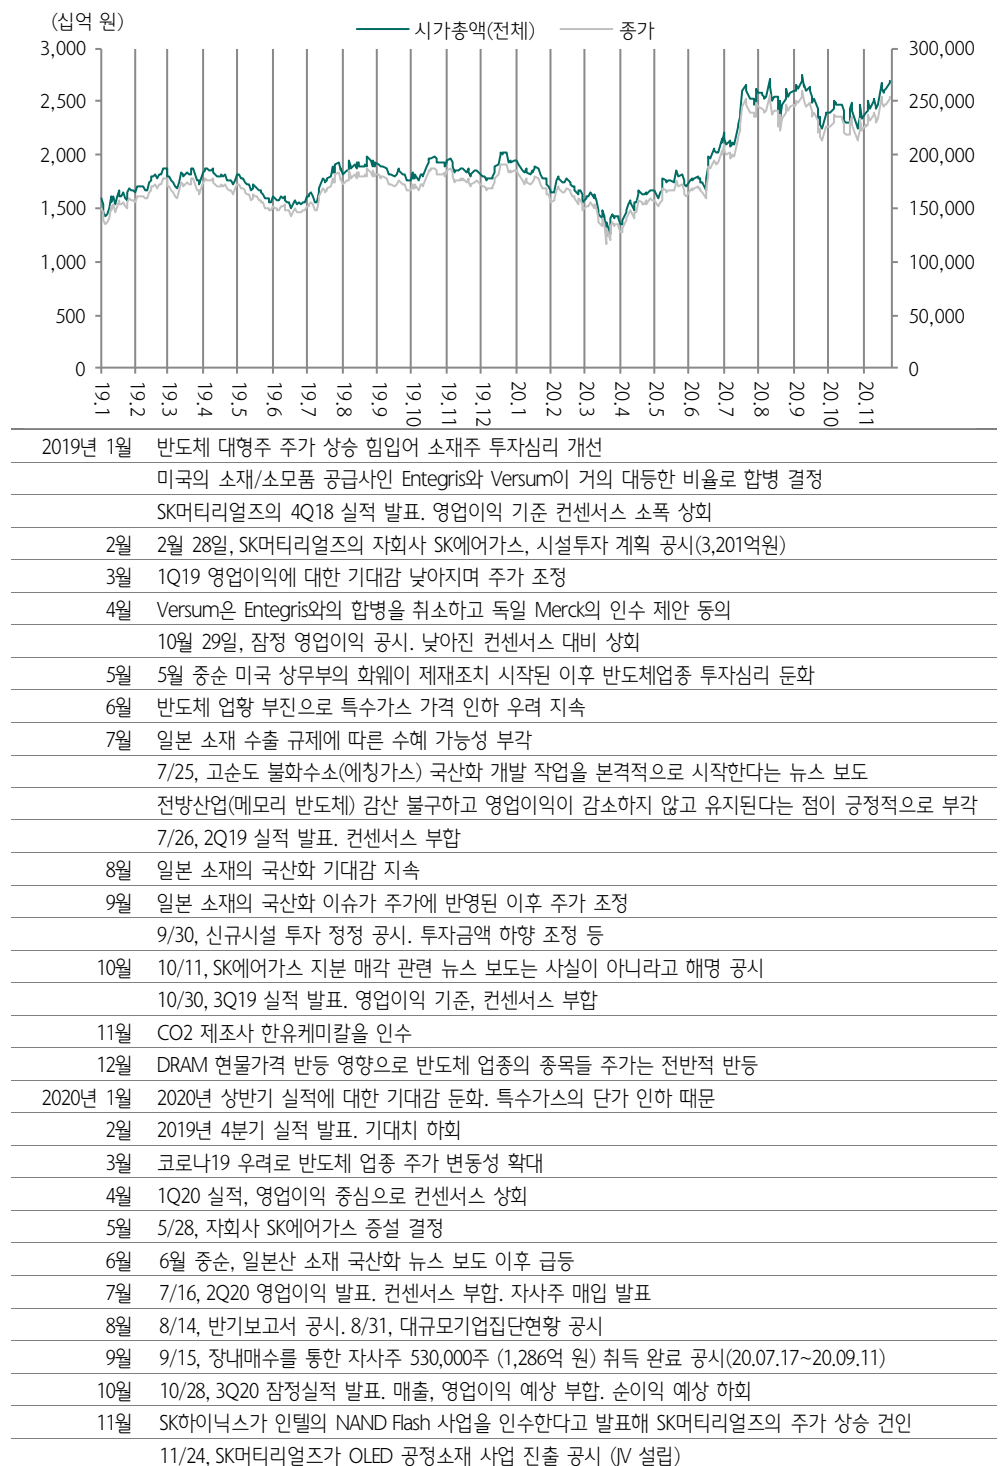 (십억 원)
시가총액(전체) 종가
3,000 300,000
2,500 250,000
2,000 200,000
1,500 150,000
1,000 100,000
500 50,000
0 0
19.1 19.2 19.3 19.4 19.5 19.6 19.7 19.8 19.9 19.10 19.11 19.12 20.1 20.2 20.3 20.4 20.5 20.6 20.7 20.8 20.9 20.10 20.11
2019년 1월 반도체 대형주 주가 상승 힘입어 소재주 투자심리 개선
미국의 소재/소모품 공급사인 Entegris와 Versum이 거의 대등한 비율로 합병 결정
SK머티리얼즈의 4Q18 실적 발표. 영업이익 기준 컨센서스 소폭 상회
2월 2월 28일, SK머티리얼즈의 자회사 SK에어가스, 시설투자 계획 공시(3,201억원)
3월 1Q19 영업이익에 대한 기대감 낮아지며 주가 조정
4월 Versum은 Entegris와의 합병을 취소하고 독일 Merck의 인수 제안 동의
10월 29일, 잠정 영업이익 공시. 낮아진 컨센서스 대비 상회
5월 5월 중순 미국 상무부의 화웨이 제재조치 시작된 이후 반도체업종 투자심리 둔화
6월 반도체 업황 부진으로 특수가스 가격 인하 우려 지속
7월 일본 소재 수출 규제에 따른 수혜 가능성 부각
7/25, 고순도 불화수소(에칭가스) 국산화 개발 작업을 본격적으로 시작한다는 뉴스 보도
전방산업(메모리 반도체) 감산 불구하고 영업이익이 감소하지 않고 유지된다는 점이 긍정적으로 부각
7/26, 2Q19 실적 발표. 컨센서스 부합
8월 일본 소재의 국산화 기대감 지속
9월 일본 소재의 국산화 이슈가 주가에 반영된 이후 주가 조정
9/30, 신규시설 투자 정정 공시. 투자금액 하향 조정 등
10월 10/11, SK에어가스 지분 매각 관련 뉴스 보도는 사실이 아니라고 해명 공시
10/30, 3Q19 실적 발표. 영업이익 기준, 컨센서스 부합
11월 CO2 제조사 한유케미칼을 인수
12월 DRAM 현물가격 반등 영향으로 반도체 업종의 종목들 주가는 전반적 반등
2020년 1월 2020년 상반기 실적에 대한 기대감 둔화. 특수가스의 단가 인하 때문
2월 2019년 4분기 실적 발표. 기대치 하회
3월 코로나19 우려로 반도체 업종 주가 변동성 확대
4월 1Q20 실적, 영업이익 중심으로 컨센서스 상회
5월 5/28, 자회사 SK에어가스 증설 결정
6월 6월 중순, 일본산 소재 국산화 뉴스 보도 이후 급등
7월 7/16, 2Q20 영업이익 발표. 컨센서스 부합. 자사주 매입 발표
8월 8/14, 반기보고서 공시. 8/31, 대규모기업집단현황 공시
9월 9/15, 장내매수를 통한 자사주 530,000주 (1,286억 원) 취득 완료 공시(20.07.17~20.09.11)
10월 10/28, 3Q20 잠정실적 발표. 매출, 영업이익 예상 부합. 순이익 예상 하회
11월 SK하이닉스가 인텔의 NAND Flash 사업을 인수한다고 발표해 SK머티리얼즈의 주가 상승 견인
11/24, SK머티리얼즈가 OLED 공정소재 사업 진출 공시 (JV 설립)